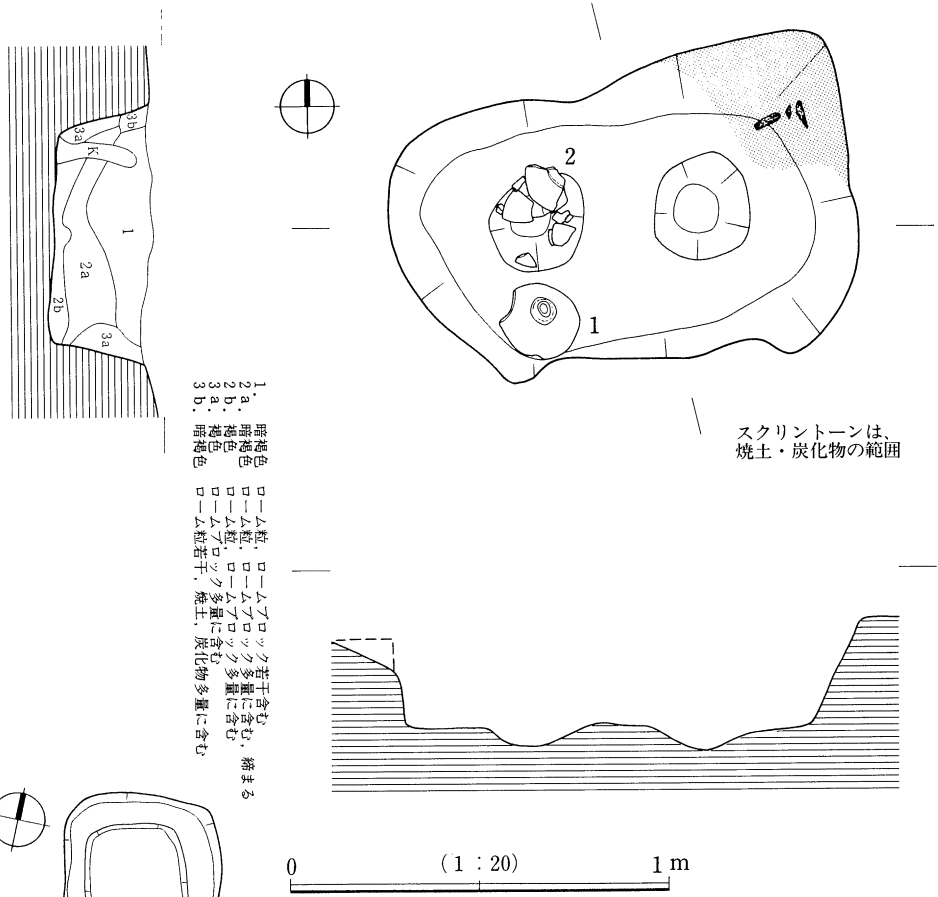 3a
3b
K
1
2a
2b
3a
2
1
1. 暗褐色 ローム粒，ロームブロック若干含む
2a. 暗褐色 ローム粒，ロームブロック多量に含む，締まる
2b. 褐色 ローム粒，ロームブロック多量に含む
3a. 褐色 ロームブロック多量に含む
3b. 暗褐色 ローム粒若干，焼土，炭化物多量に含む
スクリントーンは、
焼土・炭化物の範囲
0 (1：20) 1m